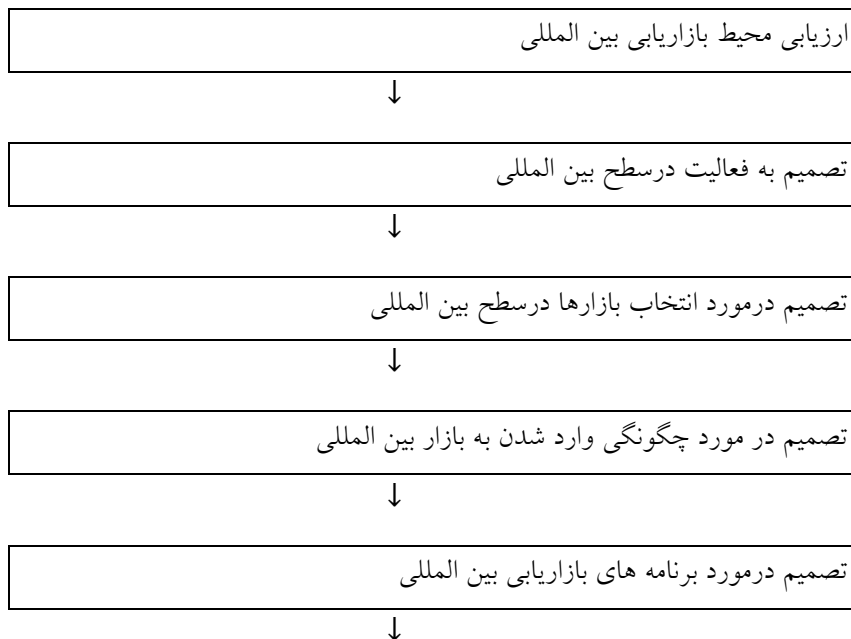 ارزیابی محیط بازاریابی بین المللی
↓
تصمیم به فعالیت درسطح بین المللی
↓
تصمیم درمورد انتخاب بازارها درسطح بین المللی
↓
تصمیم در مورد چگونگی وارد شدن به بازار بین المللی
↓
تصمیم درمورد برنامه های بازاریابی بین المللی
↓